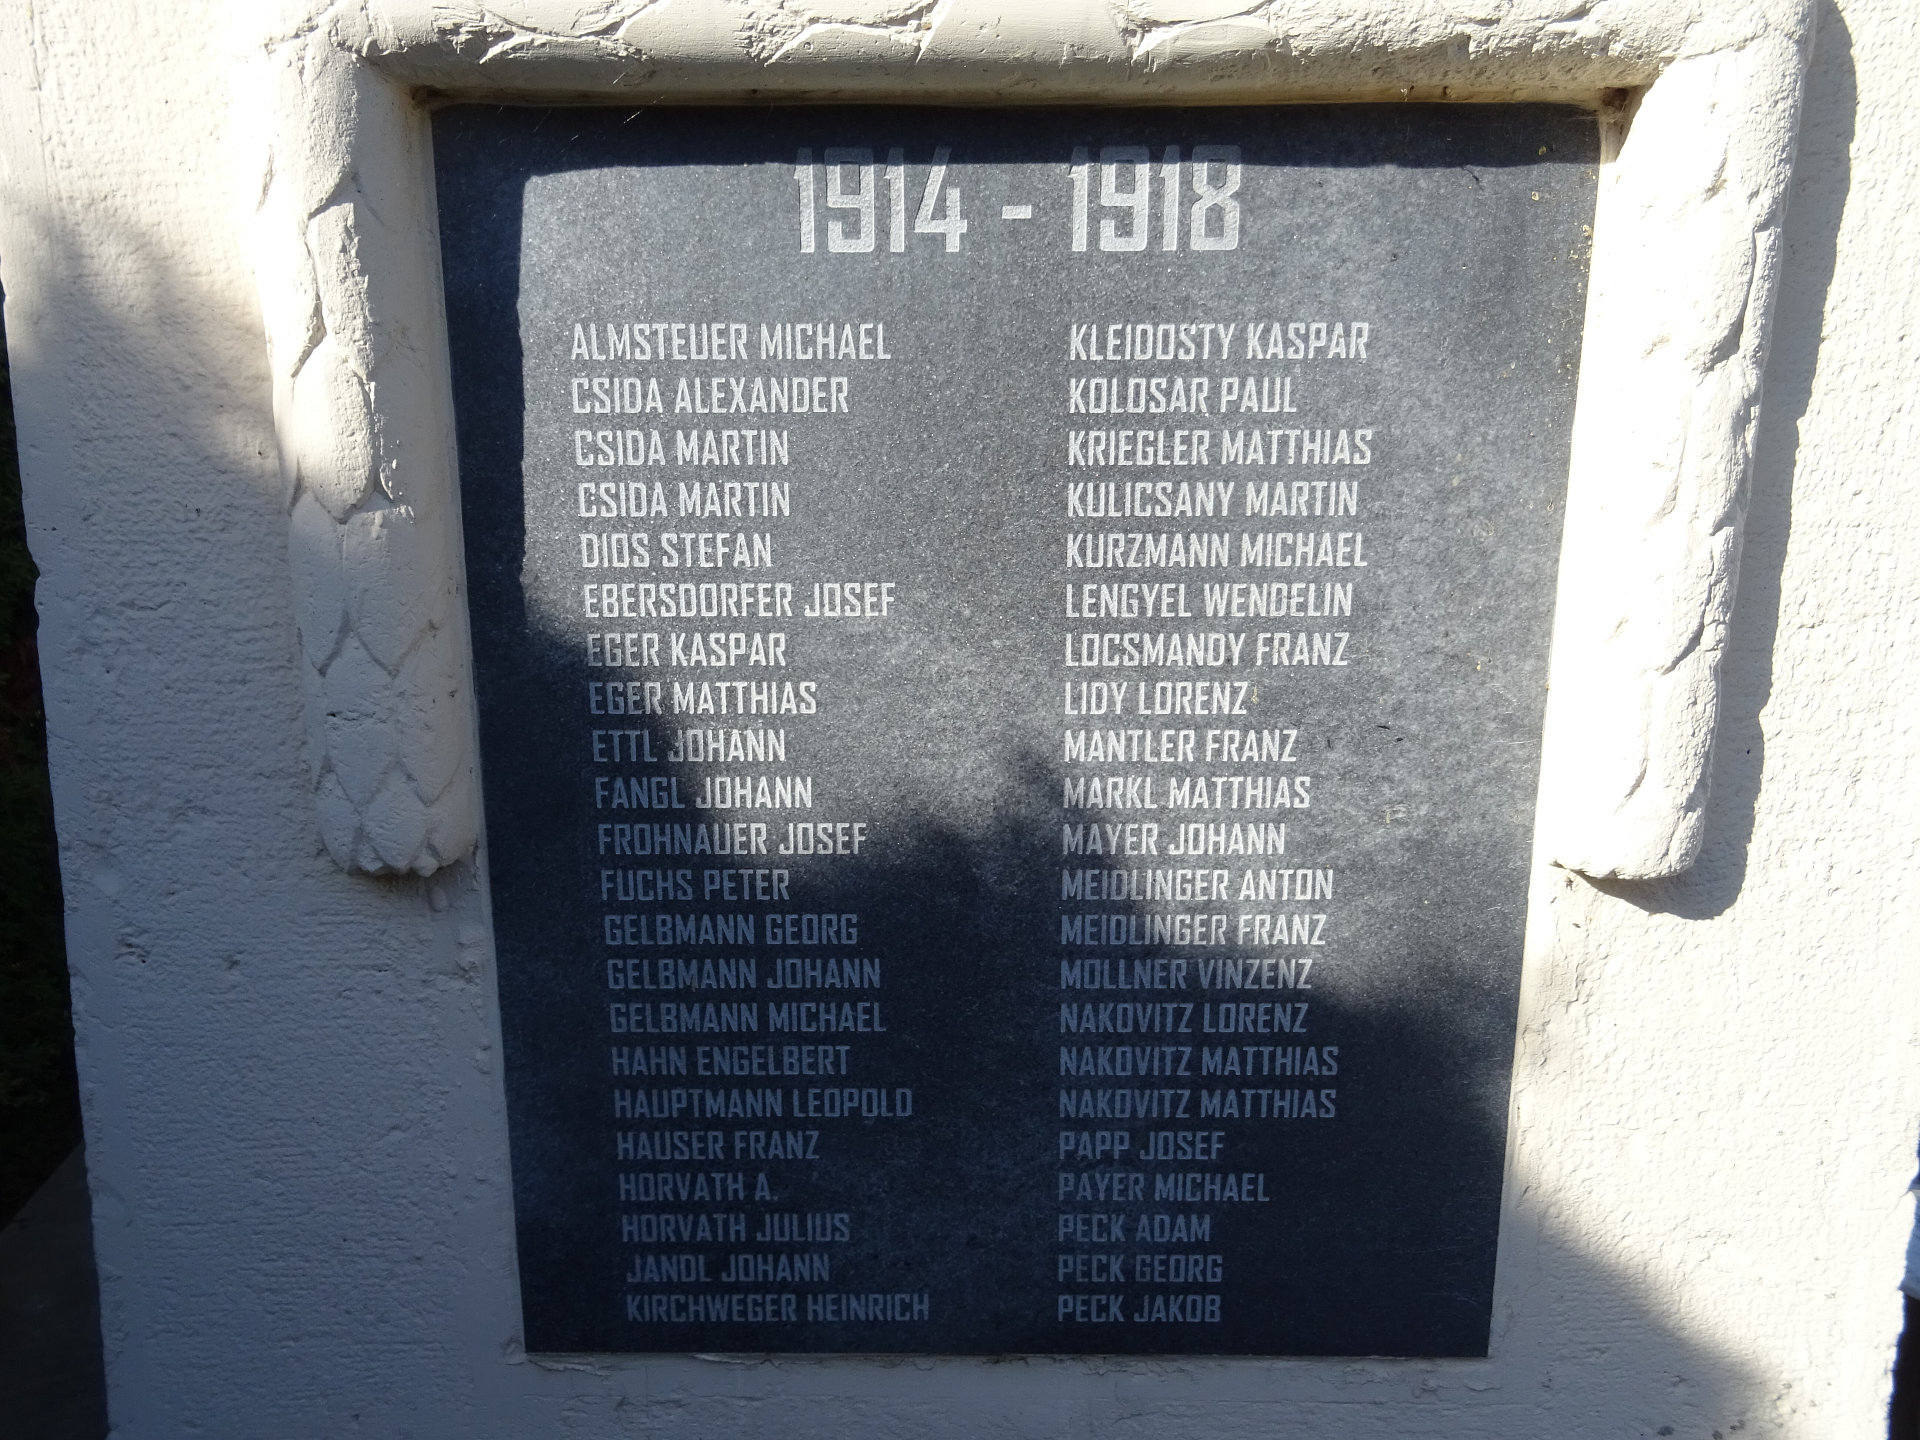 1914 - 1918
ALMSTEUER MICHAEL
CSIDA ALEXANDER
CSIDA MARTIN
CSIDA MARTIN
DIOS STEFAN
EBERSDORFER JOSEF
EGER KASPAR
EGER MATTHIAS
ETTL JOHANN
FANGL JOHANN
FROHNAUER JOSEF
FUCHS PETER
GELBMANN GEORG
GELBMANN JOHANN
GELBMANN MICHAEL
HAHN ENGELBERT
HAUPTMANN LEOPOLD
HAUSER FRANZ
HORVATH A.
HORVATH JULIUS
JANDL JOHANN
KIRCHWEGER HEINRICH
KLEIDOSTY KASPAR
KOLOSAR PAUL
KRIEGLER MATTHIAS
KULICSANY MARTIN
KURZMANN MICHAEL
LENGYEL WENDELIN
LOCSMANDY FRANZ
LIDY LORENZ
MANTLER FRANZ
MARKL MATTHIAS
MAYER JOHANN
MEIDLINGER ANTON
MEIDLINGER FRANZ
MOLLNER VINZENZ
NAKOVITZ LORENZ
NAKOVITZ MATTHIAS
NAKOVITZ MATTHIAS
PAPP JOSEF
PAYER MICHAEL
PECK ADAM
PECK GEORG
PECK JAKOB